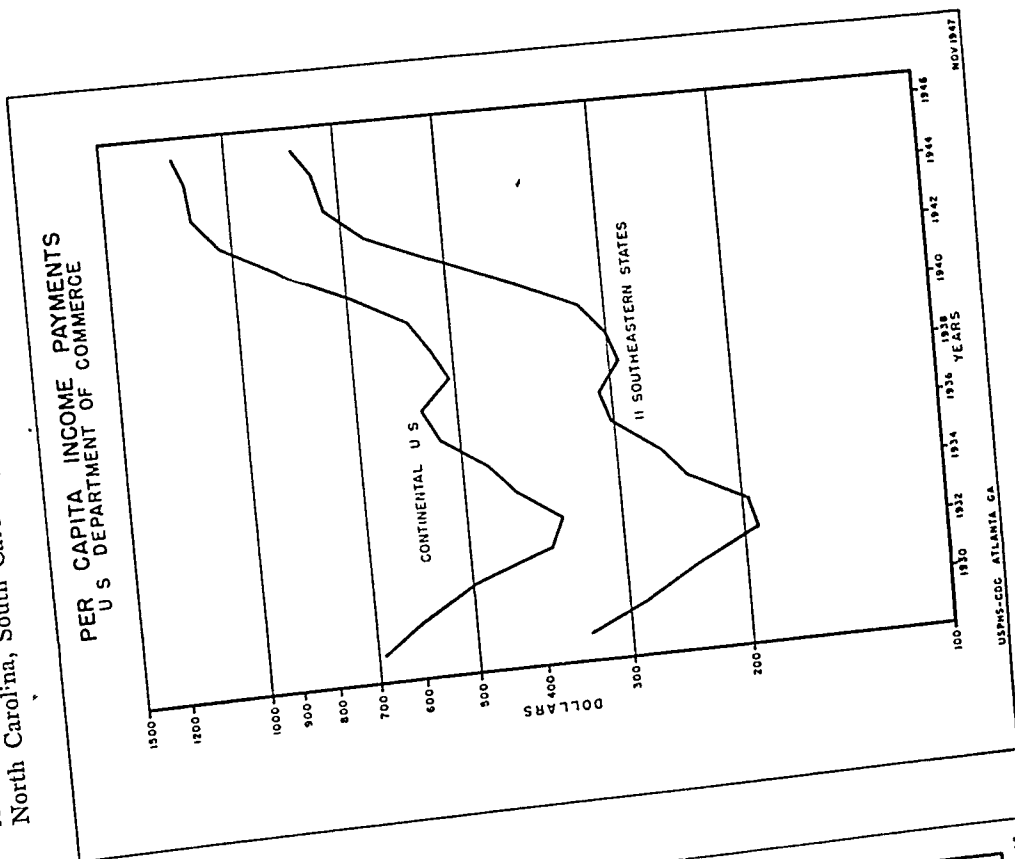 North Carolina, South
PER CAPITA INCOME PAYMENTS
U S DEPARTMENT OF COMMERCE
1500
1200
1000
900
800
700
600
500
400
300
200
100
DOLLARS
CONTINENTAL U S
11 SOUTHEASTERN STATES
1930
1932
1934
1936
1938
1940
1942
1944
1946
YEARS
USPHS-CDC ATLANTA GA
NOV 1947